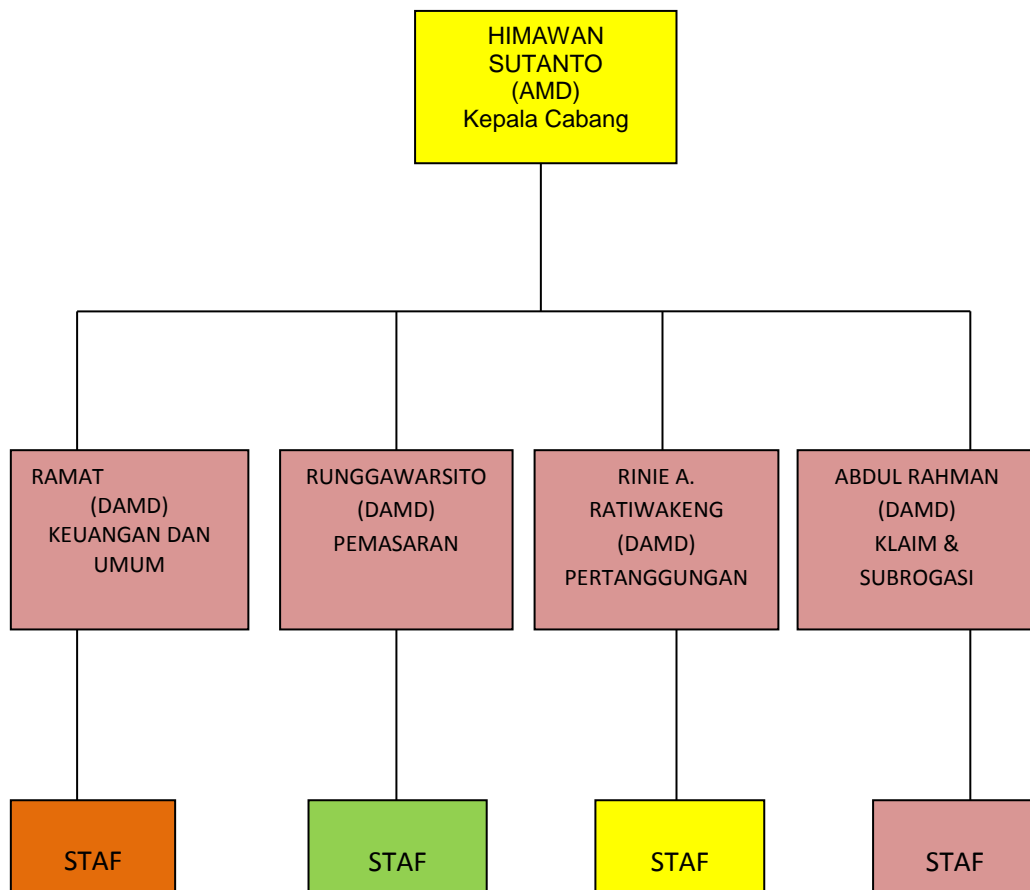 HIMAWAN
SUTANTO
(AMD)
Kepala Cabang
RAMAT
(DAMD)
KEUANGAN DAN
UMUM
RUNGGAWARSITO
(DAMD)
PEMASARAN
RINIE A.
RATIWAKENG
(DAMD)
PERTANGGUNGAN
ABDUL RAHMAN
(DAMD)
KLAIM &
SUBROGASI
STAF
STAF
STAF
STAF